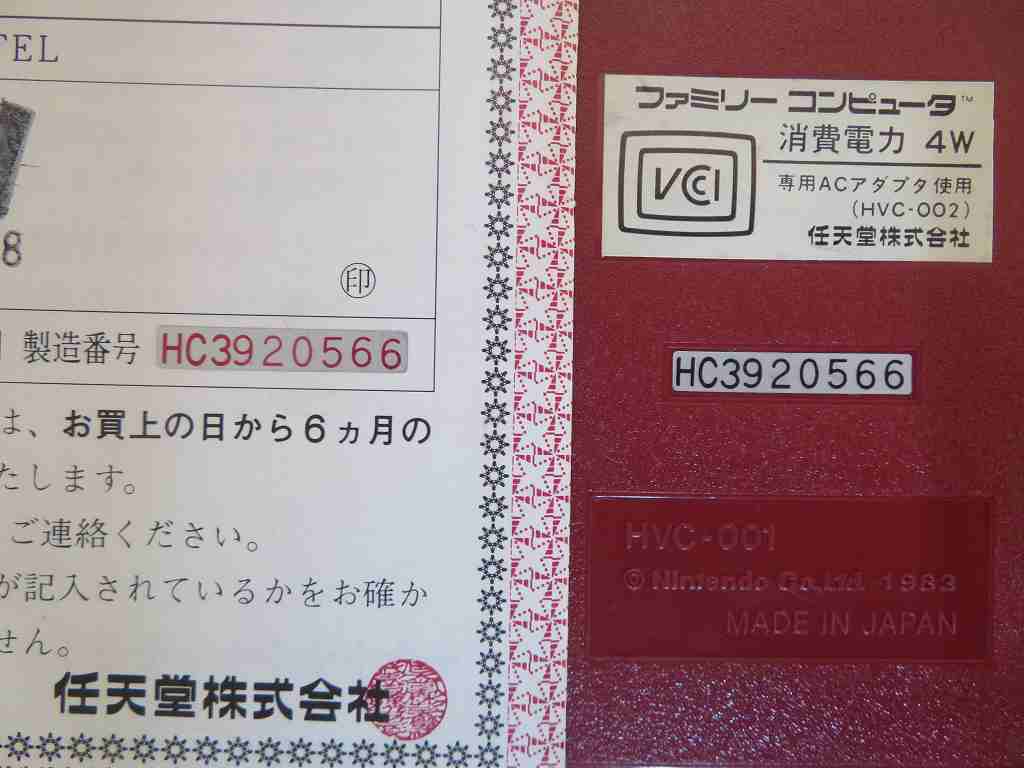 TEL
8
印
製造番号 HC3920566
は、お買上の日から6ヵ月の
たします。
ご連絡ください。
が記入されているかをお確か
せん。
任天堂株式会社
ファミリーコンピュータ™
消費電力 4W
VCCI
専用ACアダプタ使用
(HVC-002)
任天堂株式会社
HC3920566
HVC-001
© Nintendo Co.,Ltd. 1983
MADE IN JAPAN